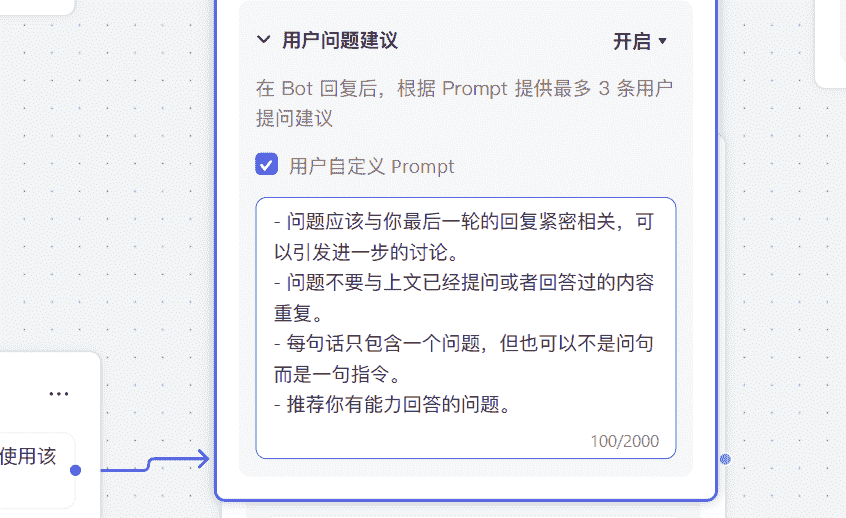 用户问题建议
开启
在 Bot 回复后，根据 Prompt 提供最多 3 条用户
提问建议
用户自定义 Prompt
- 问题应该与你最后一轮的回复紧密相关，可
以引发进一步的讨论。
- 问题不要与上文已经提问或者回答过的内容
重复。
- 每句话只包含一个问题，但也可以不是问句
而是一句指令。
- 推荐你有能力回答的问题。
100/2000
使用该